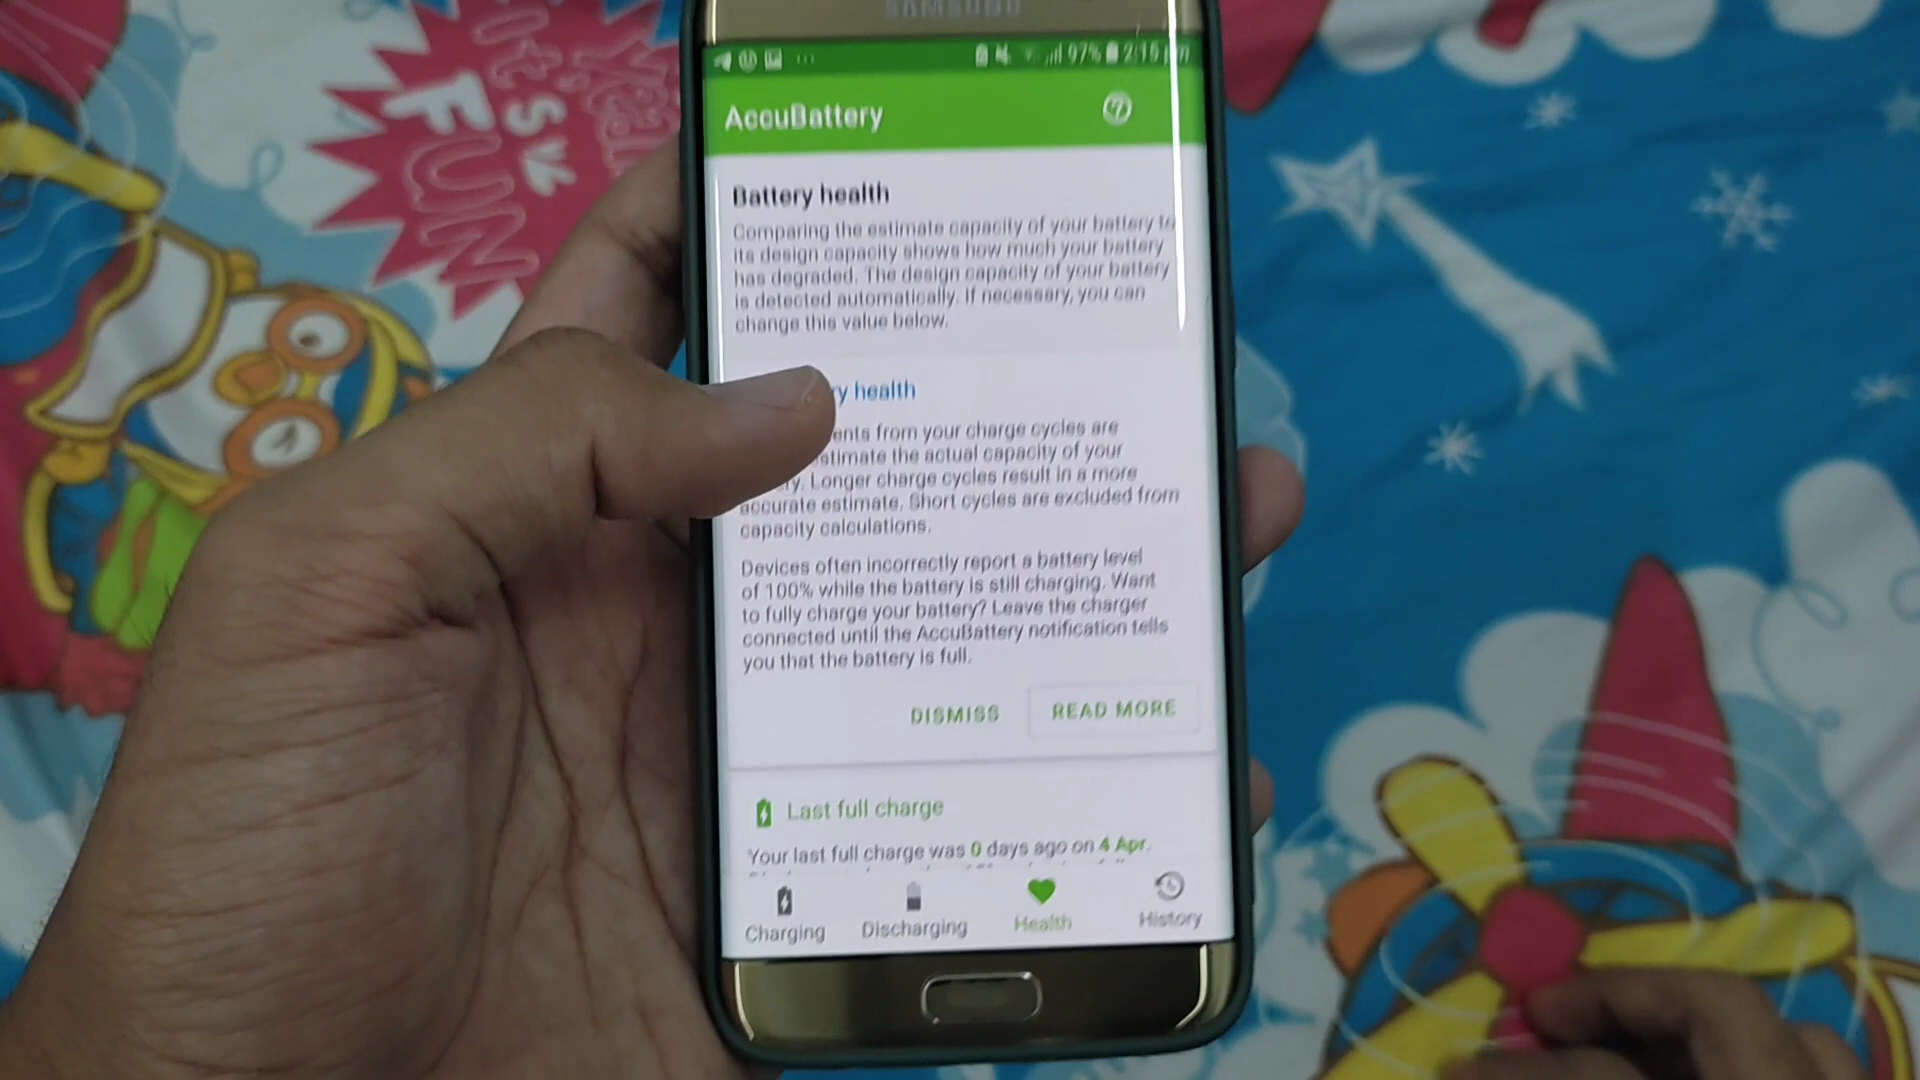 SAMSUNG
97% 2:15
AccuBattery
Battery health
Comparing the estimate capacity of your battery to
its design capacity shows how much your battery
has degraded. The design capacity of your battery
is detected automatically. If necessary, you can
change this value below.
ry health
ents from your charge cycles are
stimate the actual capacity of your
ry. Longer charge cycles result in a more
accurate estimate. Short cycles are excluded from
capacity calculations.
Devices often incorrectly report a battery level
of 100% while the battery is still charging. Want
to fully charge your battery? Leave the charger
connected until the AccuBattery notification tells
you that the battery is full.
DISMISS READ MORE
Last full charge
Your last full charge was 0 days ago on 4 Apr.
Charging Discharging Health History
FUN